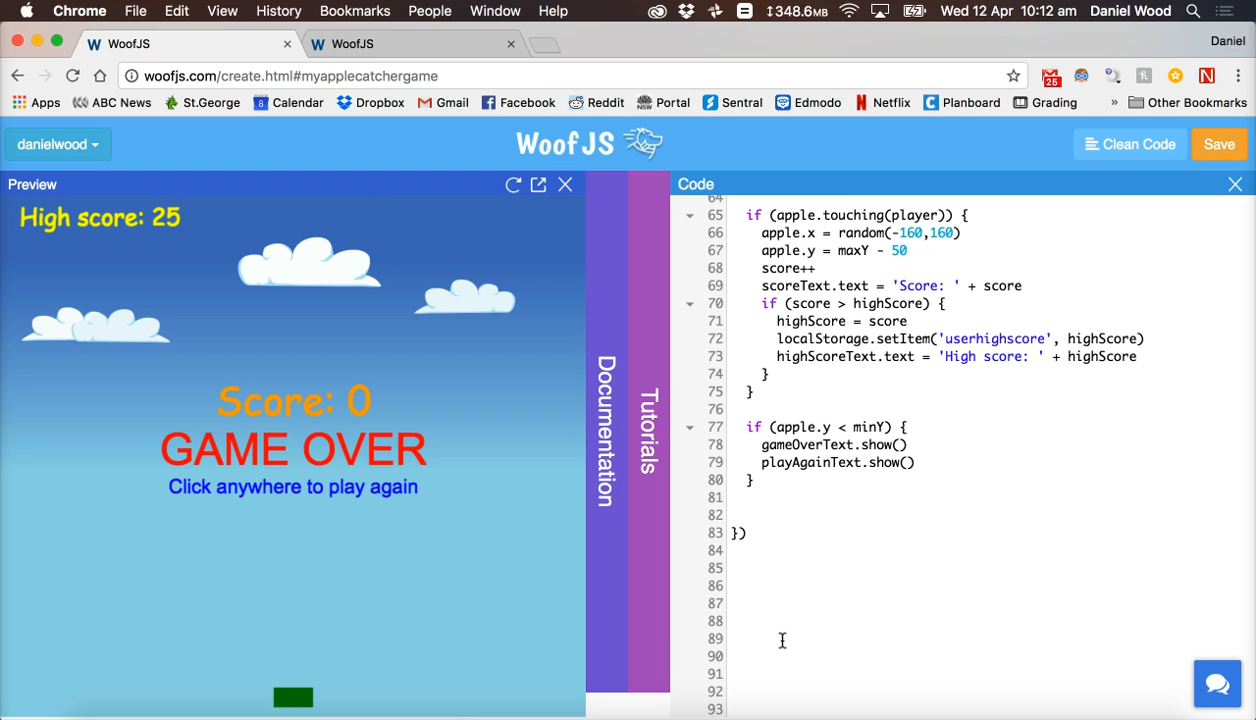 Chrome File Edit View History Bookmarks People Window Help 348.6MB Wed 12 Apr 10:12 am Daniel Wood
W WoofJS × W WoofJS × Daniel
woofjs.com/create.html#myapplecatchergame 25 N
Apps ABC News St.George 8 Calendar Dropbox Gmail Facebook Reddit Portal Sentral Edmodo Netflix Planboard Grading » Other Bookmarks
danielwood WoofJS Clean Code Save
Preview
High score: 25
Score: 0
GAME OVER
Click anywhere to play again
Documentation
Tutorials
Code
64
65 if (apple.touching(player)) {
66 apple.x = random(-160,160)
67 apple.y = maxY - 50
68 score++
69 scoreText.text = 'Score: ' + score
70 if (score > highScore) {
71 highScore = score
72 localStorage.setItem('userhighscore', highScore)
73 highScoreText.text = 'High score: ' + highScore
74 }
75 }
76
77 if (apple.y < minY) {
78 gameOverText.show()
79 playAgainText.show()
80 }
81
82
83 })
84
85
86
87
88
89
90
91
92
93